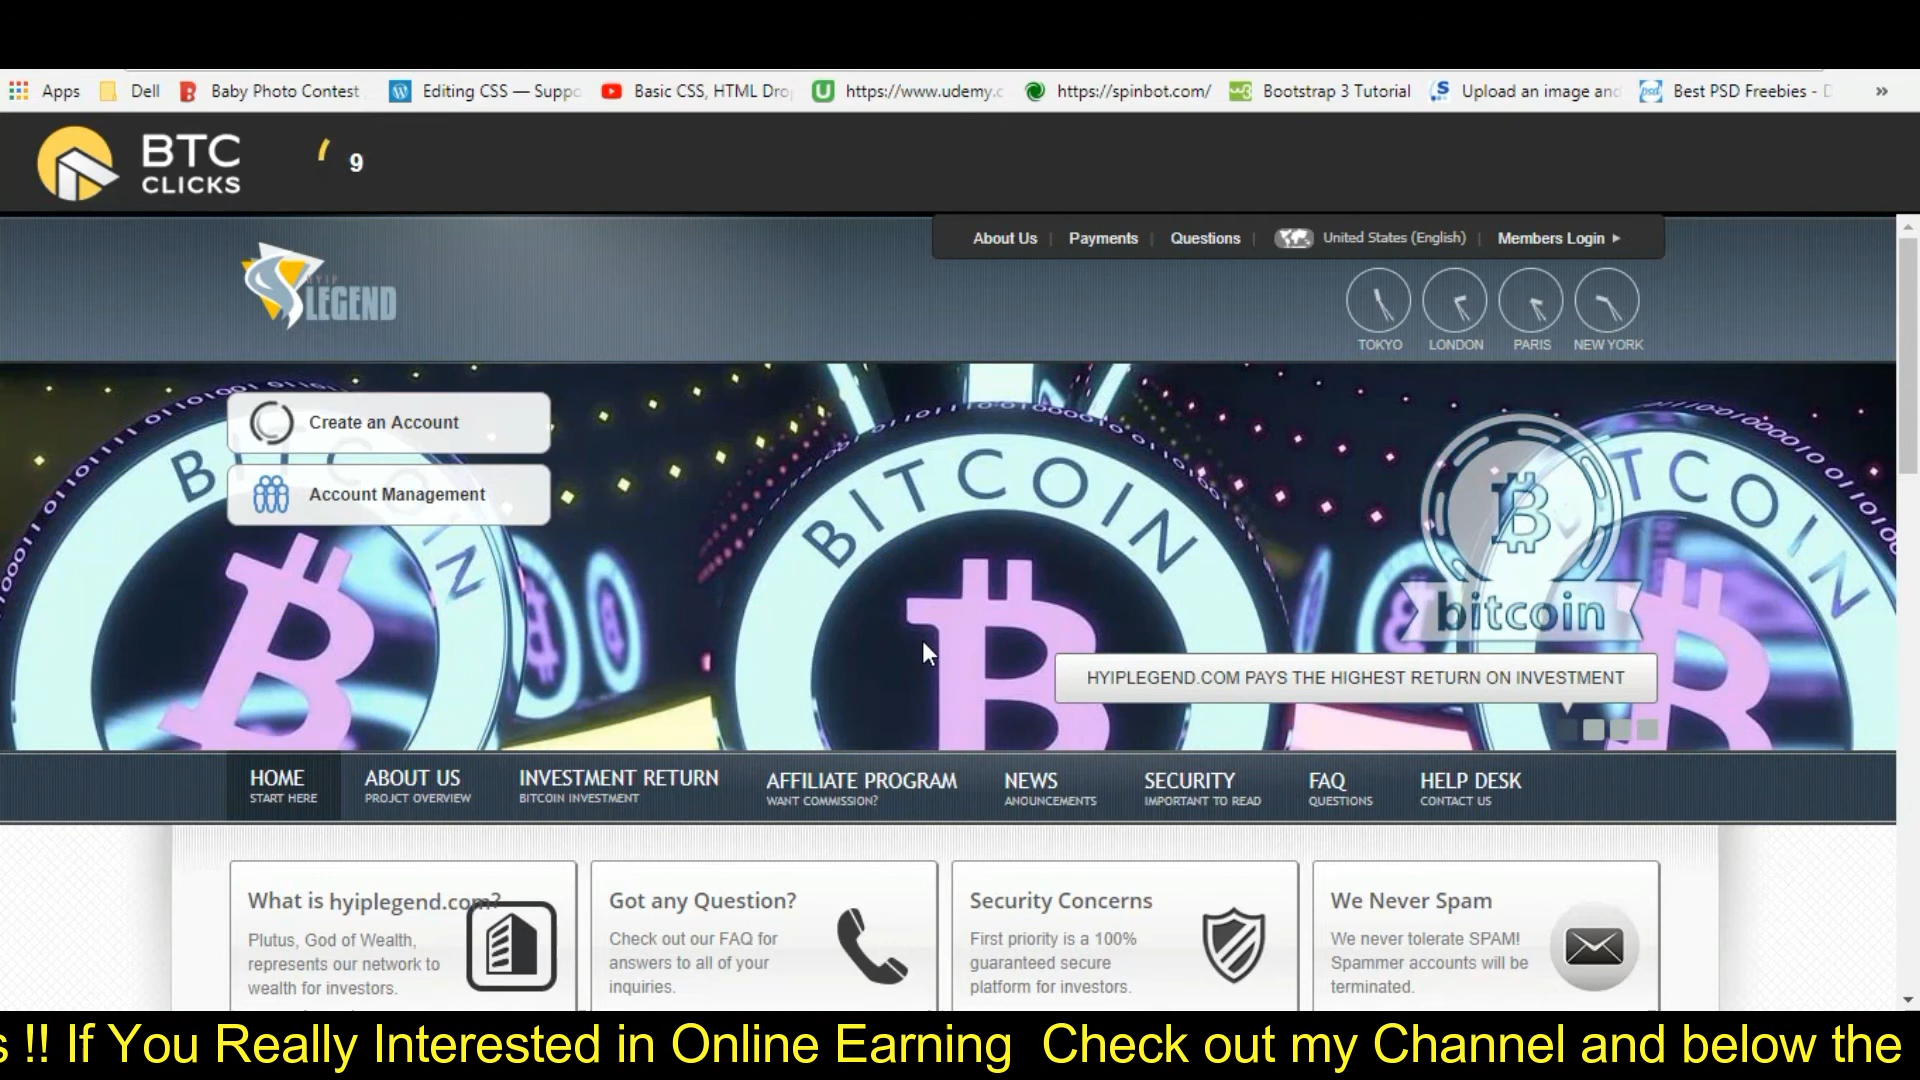 Apps Dell Baby Photo Contest Editing CSS — Suppo Basic CSS, HTML Dro https://www.udemy.c https://spinbot.com/ Bootstrap 3 Tutorial Upload an image and Best PSD Freebies - D »
BTC
CLICKS
9
About Us | Payments | Questions | United States (English) | Members Login
HYIP
LEGEND
TOKYO LONDON PARIS NEW YORK
Create an Account
Account Management
BITCOIN
BITCOIN
BITCOIN
bitcoin
HYIPLEGEND.COM PAYS THE HIGHEST RETURN ON INVESTMENT
HOME ABOUT US INVESTMENT RETURN AFFILIATE PROGRAM NEWS SECURITY FAQ HELP DESK
START HERE PROJCT OVERVIEW BITCOIN INVESTMENT WANT COMMISSION? ANOUNCEMENTS IMPORTANT TO READ QUESTIONS CONTACT US
What is hyiplegend.com?
Plutus, God of Wealth,
represents our network to
wealth for investors.
Got any Question?
Check out our FAQ for
answers to all of your
inquiries.
Security Concerns
First priority is a 100%
guaranteed secure
platform for investors.
We Never Spam
We never tolerate SPAM!
Spammer accounts will be
terminated.
s !! If You Really Interested in Online Earning Check out my Channel and below the